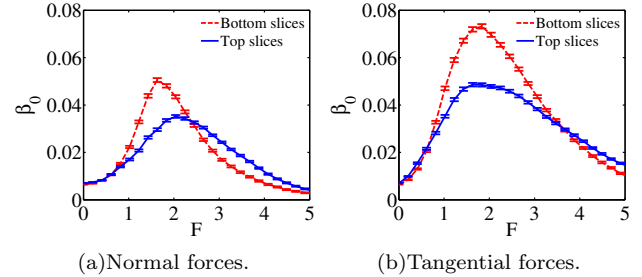 0.08
0.06
0.04
0.02
0
β0
Bottom slices
Top slices
0 1 2 3 4 5
F
(a)Normal forces.
0.08
0.06
0.04
0.02
0
β0
Bottom slices
Top slices
0 1 2 3 4 5
F
(b)Tangential forces.